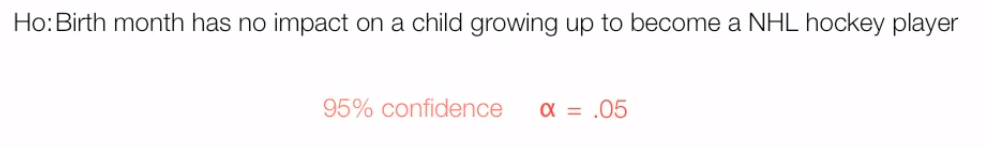 Ho:Birth month has no impact on a child growing up to become a NHL hockey player
95% confidence α = .05